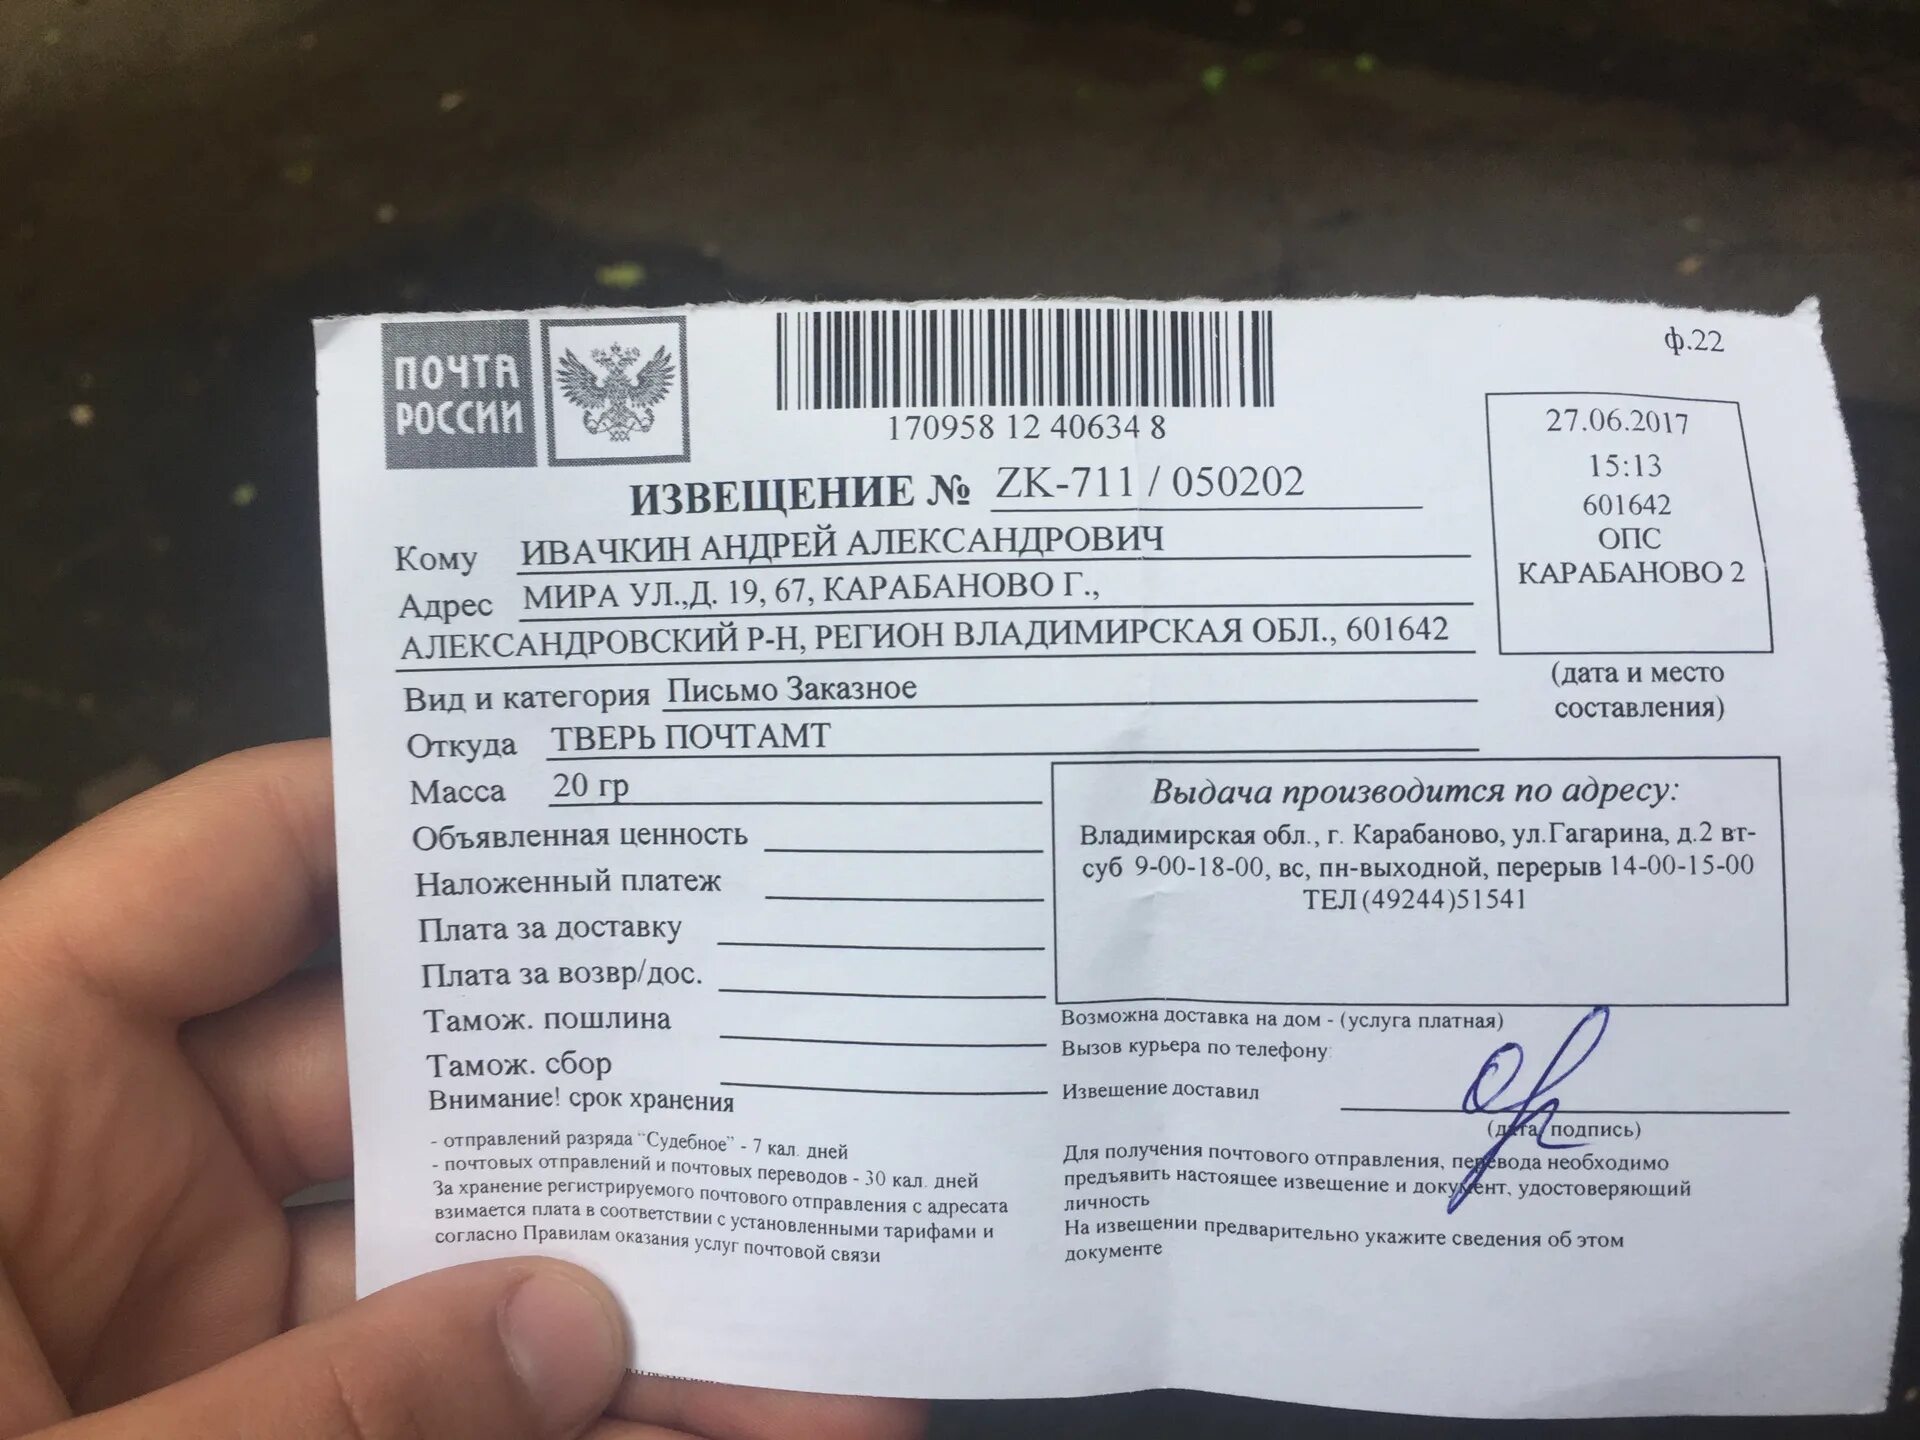 ПОЧТА
РОССИИ
170958 12 40634 8
ф.22
ИЗВЕЩЕНИЕ № ZK-711 / 050202
27.06.2017
15:13
601642
ОПС
КАРАБАНОВО 2
(дата и место
составления)
Кому ИВАЧКИН АНДРЕЙ АЛЕКСАНДРОВИЧ
Адрес МИРА УЛ.,Д. 19, 67, КАРАБАНОВО Г.,
АЛЕКСАНДРОВСКИЙ Р-Н, РЕГИОН ВЛАДИМИРСКАЯ ОБЛ., 601642
Вид и категория Письмо Заказное
Откуда ТВЕРЬ ПОЧТАМТ
Масса 20 гр
Объявленная ценность
Наложенный платеж
Плата за доставку
Плата за возвр/дос.
Тамож. пошлина
Тамож. сбор
Внимание! срок хранения
- отправлений разряда "Судебное" - 7 кал. дней
- почтовых отправлений и почтовых переводов - 30 кал. дней
За хранение регистрируемого почтового отправления с адресата
взимается плата в соответствии с установленными тарифами и
согласно Правилам оказания услуг почтовой связи
Выдача производится по адресу:
Владимирская обл., г. Карабаново, ул.Гагарина, д.2 вт-
суб 9-00-18-00, вс, пн-выходной, перерыв 14-00-15-00
ТЕЛ(49244)51541
Возможна доставка на дом - (услуга платная)
Вызов курьера по телефону:
Извещение доставил
(дата, подпись)
Для получения почтового отправления, перевода необходимо
предъявить настоящее извещение и документ, удостоверяющий
личность
На извещении предварительно укажите сведения об этом
документе